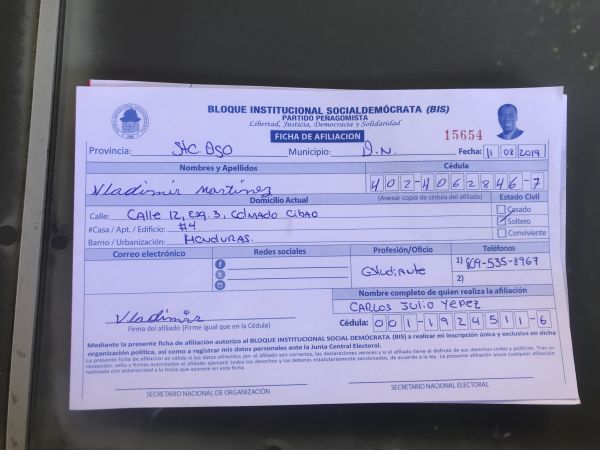 BLOQUE INSTITUCIONAL SOCIALDEMÓCRATA (BIS)
PARTIDO PEÑAGOMISTA
Libertad, Justicia, Democracia y Solidaridad
FICHA DE AFILIACION
15654
Provincia: Municipio: D.N. Fecha: 11 08 2019
Nombres y Apellidos Cédula
Vladimir Martinez 402-4062846-7
(Anexar copia de cédula del afiliado)
Domicilio Actual Estado Civil
Calle: Calle 12, Esq. 3, Colmado Cibao Casado
#Casa / Apt. / Edificio: #4 Soltero
Barrio / Urbanización: Honduras. Conviviente
Correo electrónico Redes sociales Profesión/Oficio Teléfonos
Estudiante 1) 809-535-8967
2)
Nombre completo de quien realiza la afiliación
Carlos Julio Yepez
Vladimir
Firma del afiliado (Firme igual que en la Cédula) Cédula: 001-1924511-6
Mediante la presente ficha de afiliación autorizo al BLOQUE INSTITUCIONAL SOCIAL DEMÓCRATA (BIS) a realizar mi inscripción única y exclusiva en dicha
organización política, así como a registrar mis datos personales ante la Junta Central Electoral.
SECRETARIO NACIONAL DE ORGANIZACIÓN SECRETARIO NACIONAL ELECTORAL